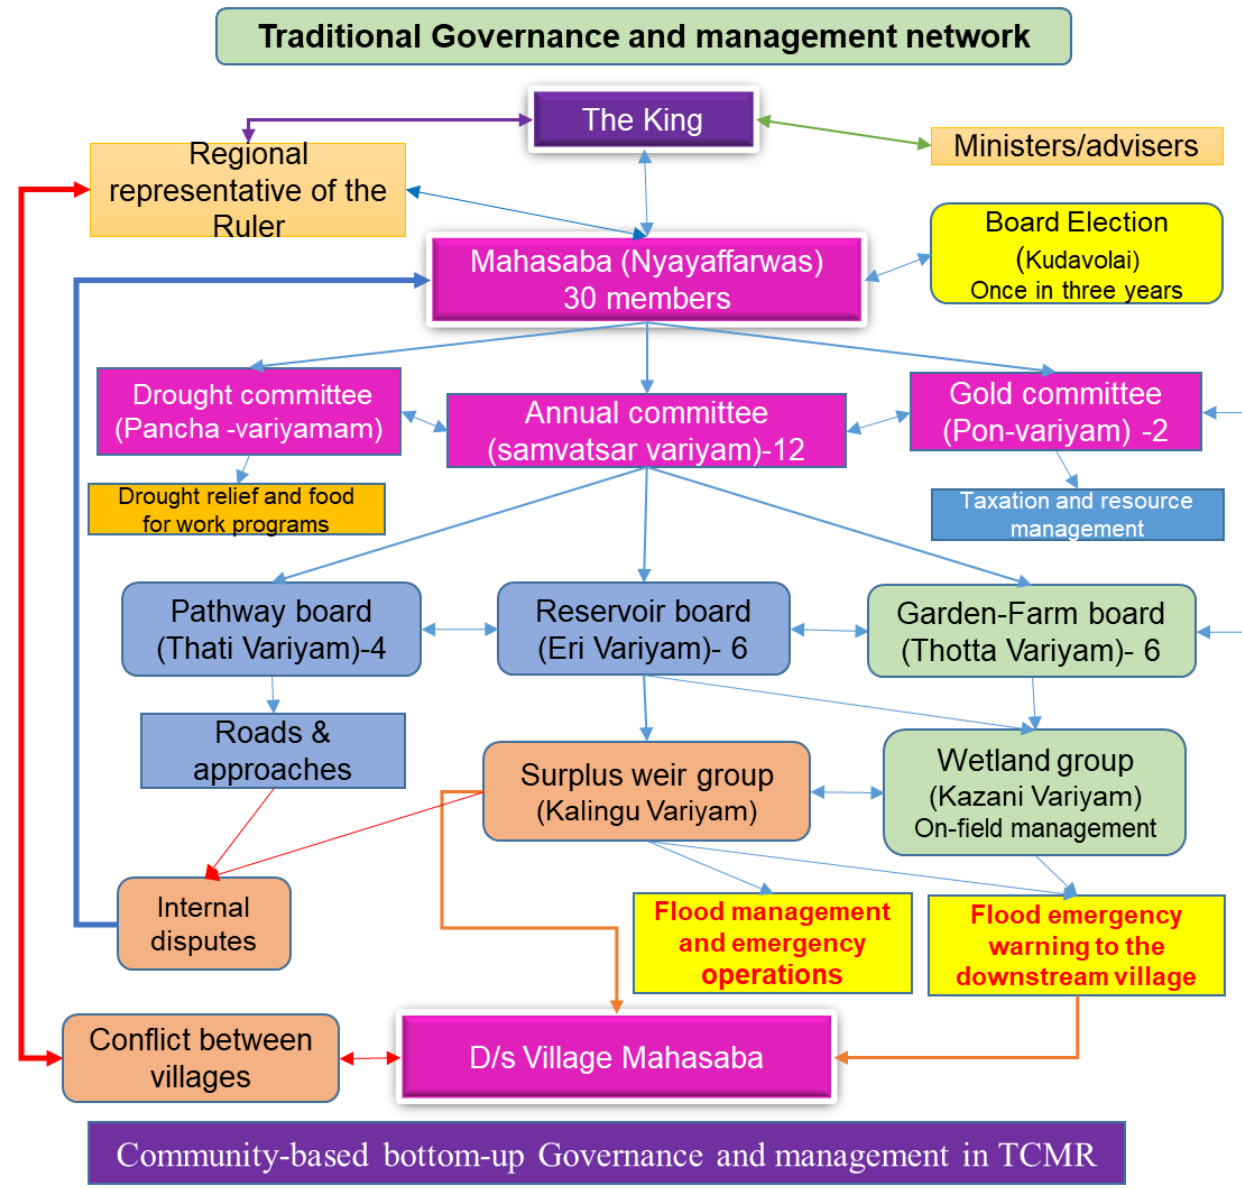 Traditional Governance and management network
The King
Ministers/advisers
Regional
representative of the
Ruler
Board Election
(Kudavolai)
Once in three years
Mahasaba (Nyayaffarwas)
30 members
Drought committee
(Pancha -variyamam)
Annual committee
(samvatsar variyam)-12
Gold committee
(Pon-variyam) -2
Drought relief and food
for work programs
Taxation and resource
management
Pathway board
(Thati Variyam)-4
Reservoir board
(Eri Variyam)- 6
Garden-Farm board
(Thotta Variyam)- 6
Roads &
approaches
Surplus weir group
(Kalingu Variyam)
Wetland group
(Kazani Variyam)
On-field management
Internal
disputes
Flood management
and emergency
operations
Flood emergency
warning to the
downstream village
Conflict between
villages
D/s Village Mahasaba
Community-based bottom-up Governance and management in TCMR